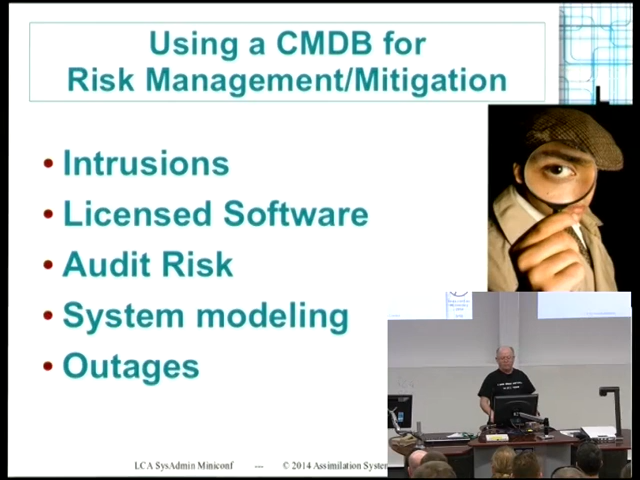 Using a CMDB for
Risk Management/Mitigation
• Intrusions
• Licensed Software
• Audit Risk
• System modeling
• Outages
LCA SysAdmin Miniconf --- © 2014 Assimilation System